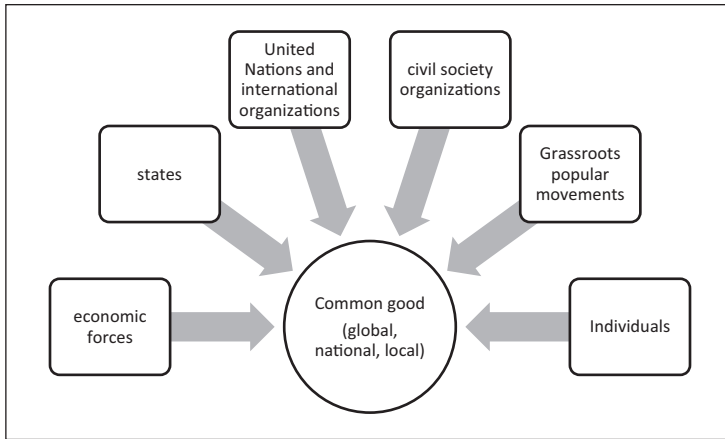 United
Nations and
international
organizations
civil society
organizations
states
Grassroots
popular
movements
economic
forces
Common good
(global,
national, local)
Individuals